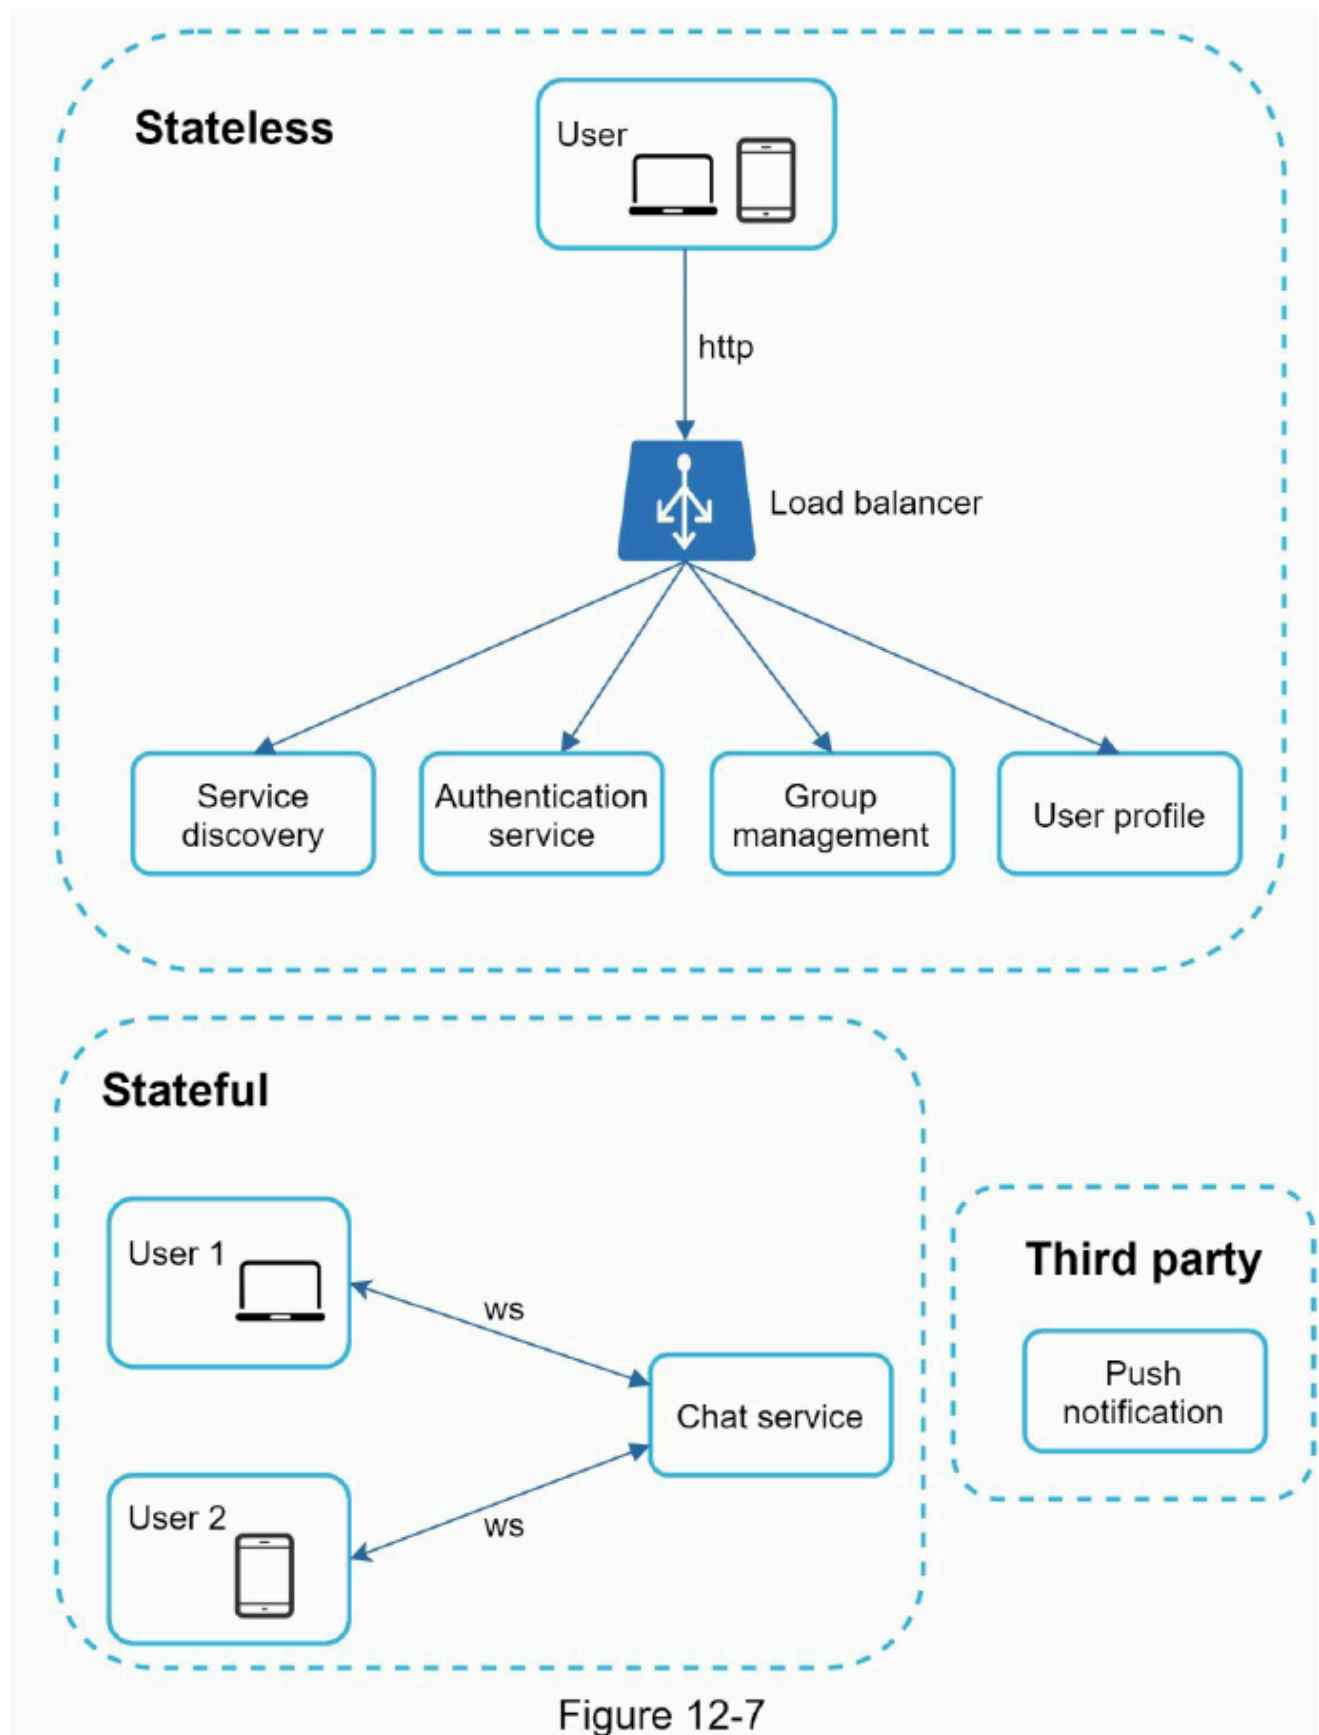 Stateless
User
http
Load balancer
Service
discovery
Authentication
service
Group
management
User profile
Stateful
User 1
ws
Chat service
User 2
ws
Third party
Push
notification
Figure 12-7